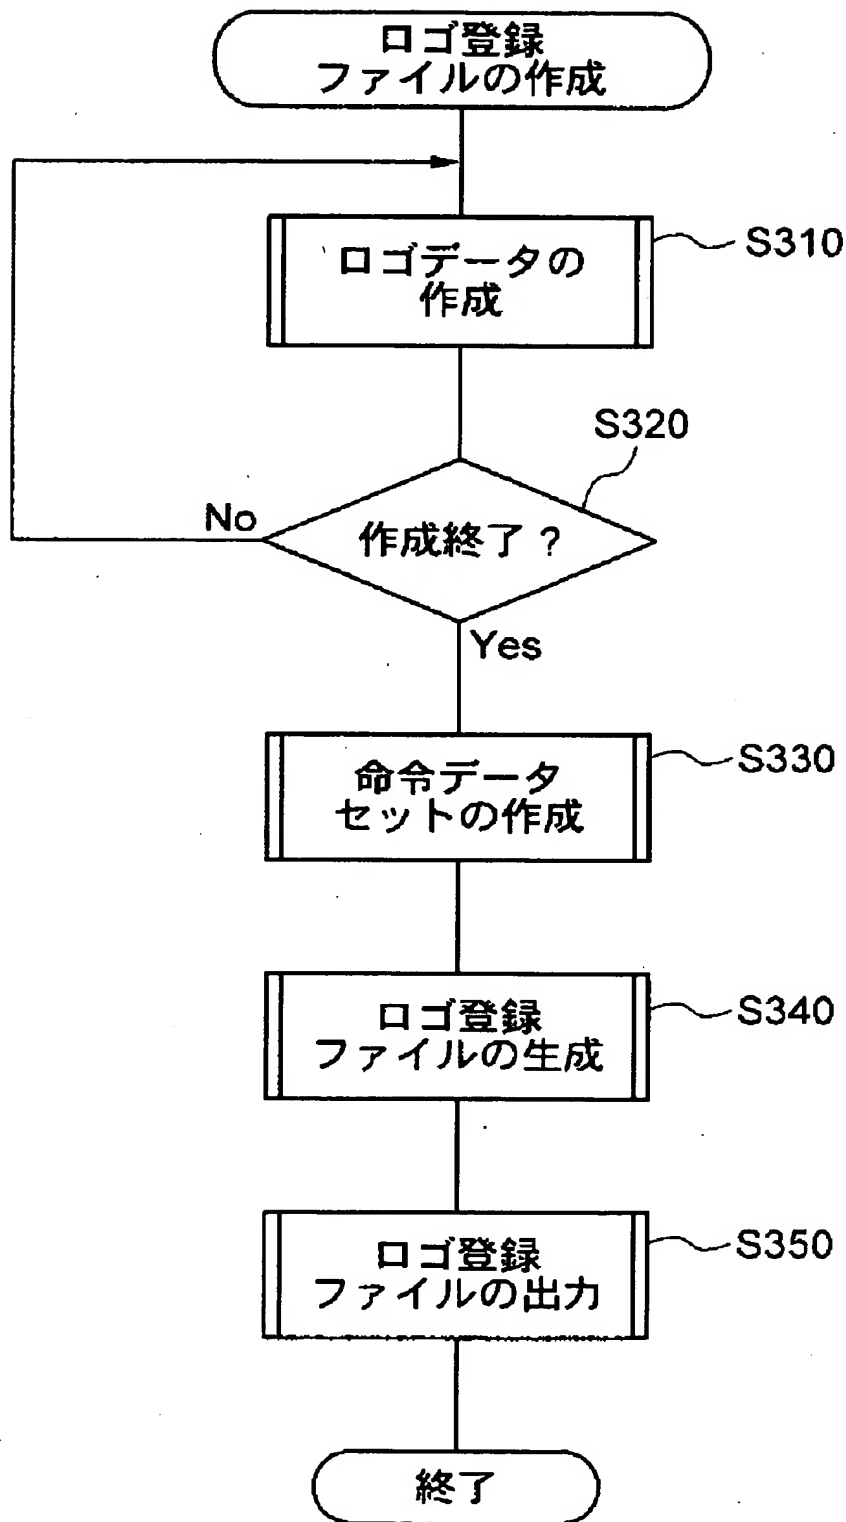 ロゴ登録
ファイルの作成
ロゴデータの
作成
S310
S320
No
作成終了？
Yes
命令データ
セットの作成
S330
ロゴ登録
ファイルの生成
S340
ロゴ登録
ファイルの出力
S350
終了